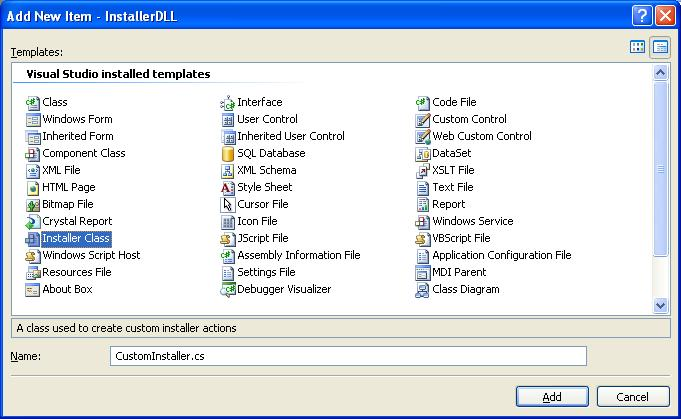 Add New Item - InstallerDLL
Templates:
Visual Studio installed templates
Class Interface Code File
Windows Form User Control Custom Control
Inherited Form Inherited User Control Web Custom Control
Component Class SQL Database DataSet
XML File XML Schema XSLT File
HTML Page Style Sheet Text File
Bitmap File Cursor File Report
Crystal Report Icon File Windows Service
Installer Class JScript File VBScript File
Windows Script Host Assembly Information File Application Configuration File
Resources File Settings File MDI Parent
About Box Debugger Visualizer Class Diagram
A class used to create custom installer actions
Name: CustomInstaller.cs
Add Cancel